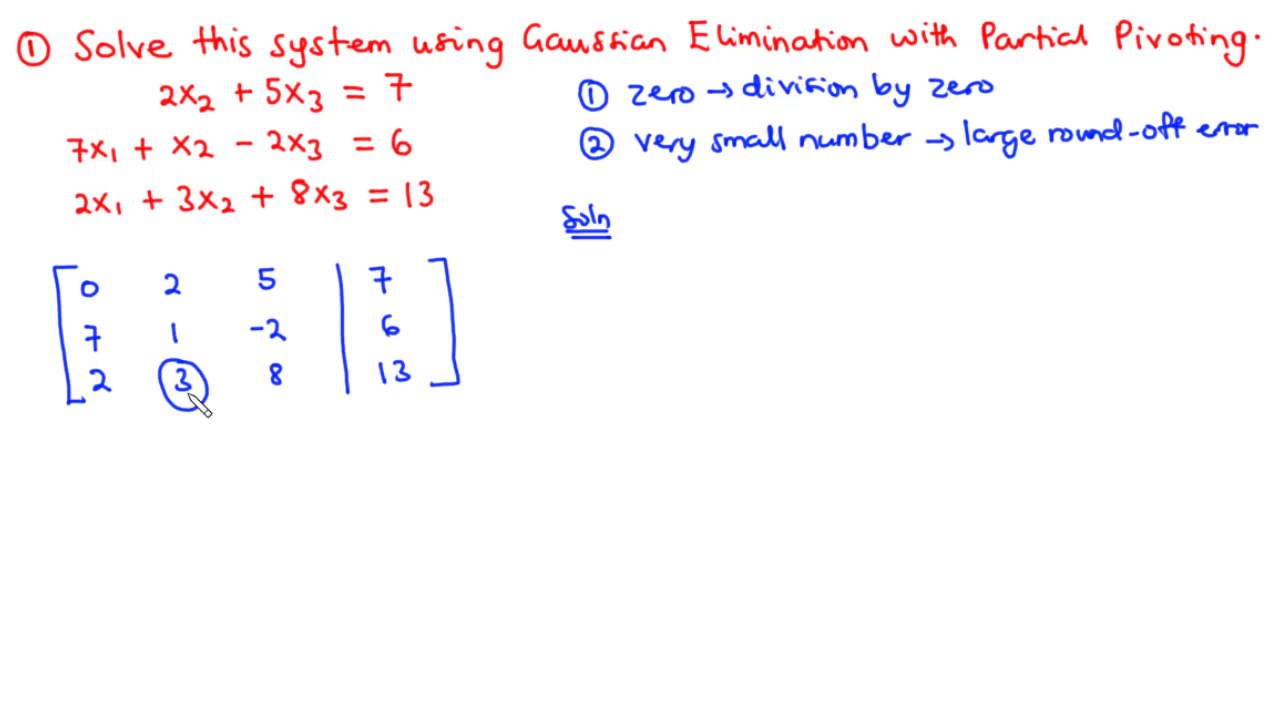 ① Solve this system using Gaussian Elimination with Partial Pivoting.
2x₂ + 5x₃ = 7
7x₁ + x₂ - 2x₃ = 6
2x₁ + 3x₂ + 8x₃ = 13
① zero → division by zero
② very small number → large round-off error
Soln
0 2 5 | 7
7 1 -2 | 6
2 3 8 | 13